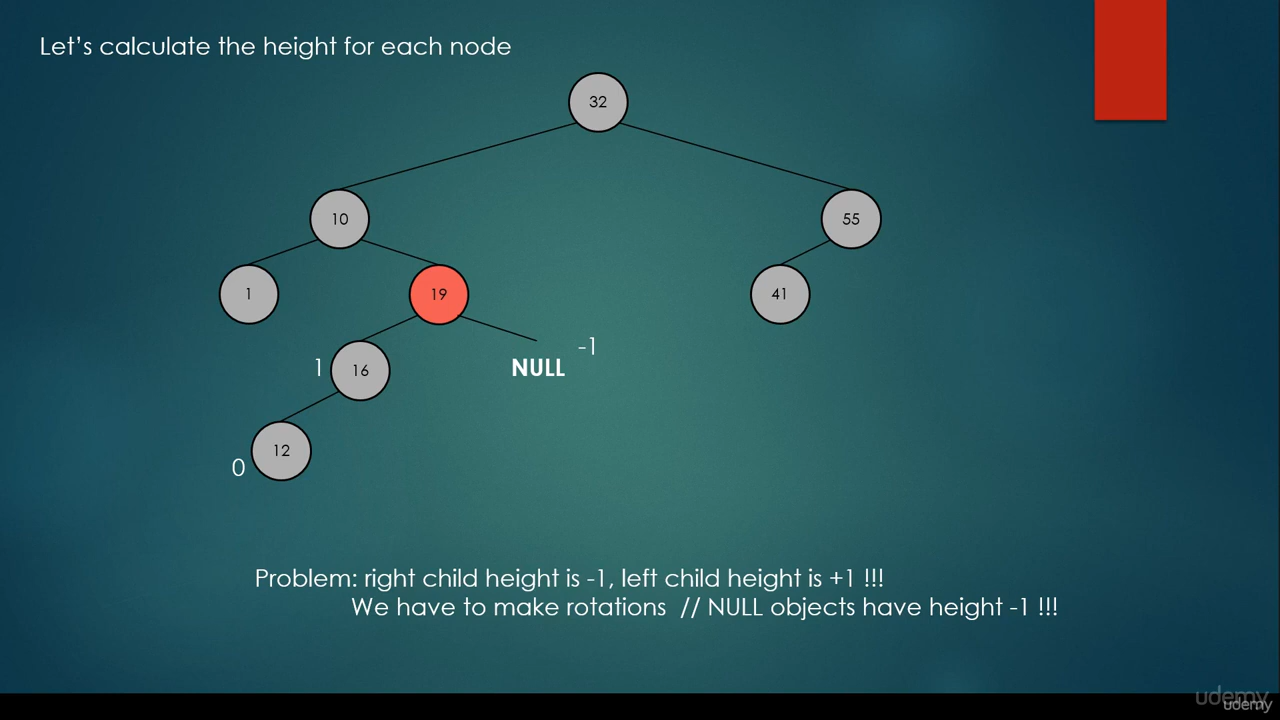 Let's calculate the height for each node
32
10
55
1
19
41
-1
1
16
NULL
12
0
Problem: right child height is -1, left child height is +1 !!!
We have to make rotations // NULL objects have height -1 !!!
udemy
udemy